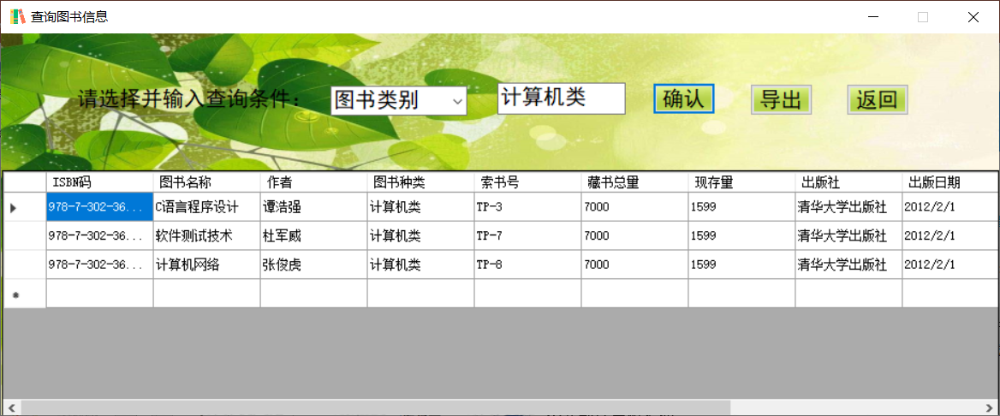 查询图书信息
请选择并输入查询条件: 图书类别 计算机类 确认 导出 返回
ISBN码 图书名称 作者 图书种类 索书号 藏书总量 现存量 出版社 出版日期
978-7-302-36... C语言程序设计 谭浩强 计算机类 TP-3 7000 1599 清华大学出版社 2012/2/1
978-7-302-36... 软件测试技术 杜军威 计算机类 TP-7 7000 1599 清华大学出版社 2012/2/1
978-7-302-36... 计算机网络 张俊虎 计算机类 TP-8 7000 1599 清华大学出版社 2012/2/1